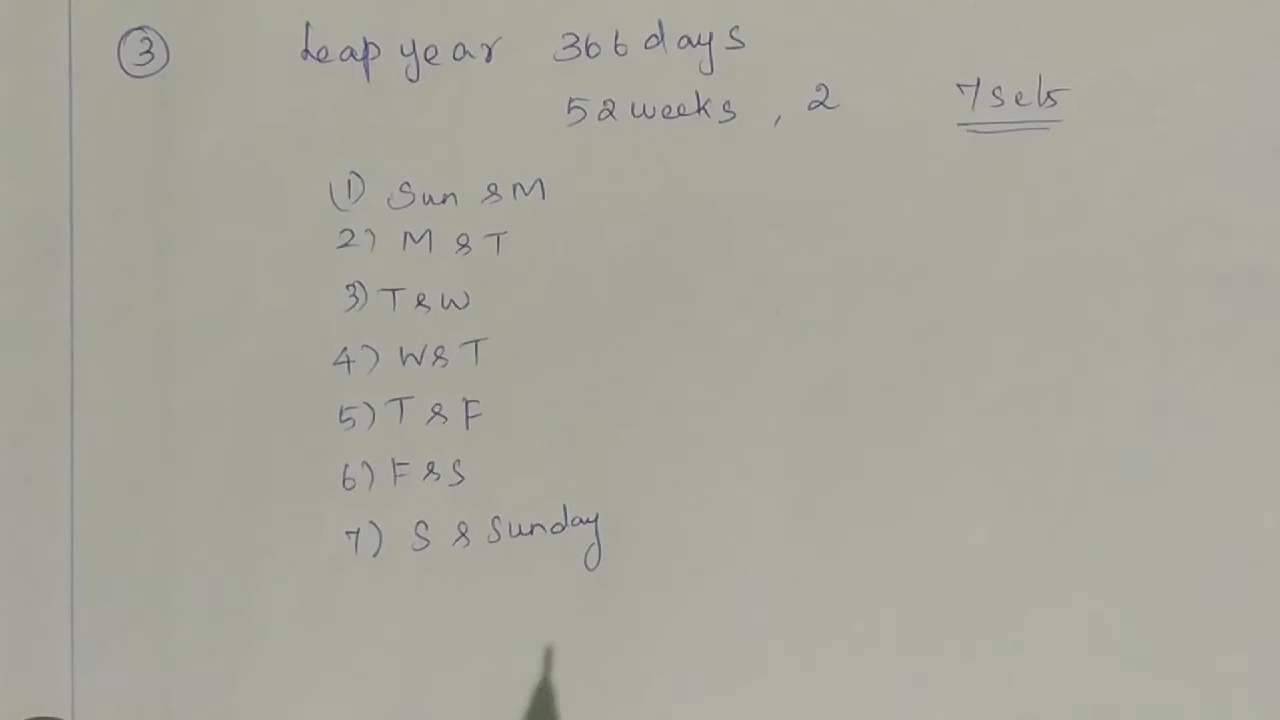 ③ Leap year 366 days
52 weeks, 2 7 sets
(1) Sun & M
2) M & T
3) T & W
4) W & T
5) T & F
6) F & S
7) S & Sunday